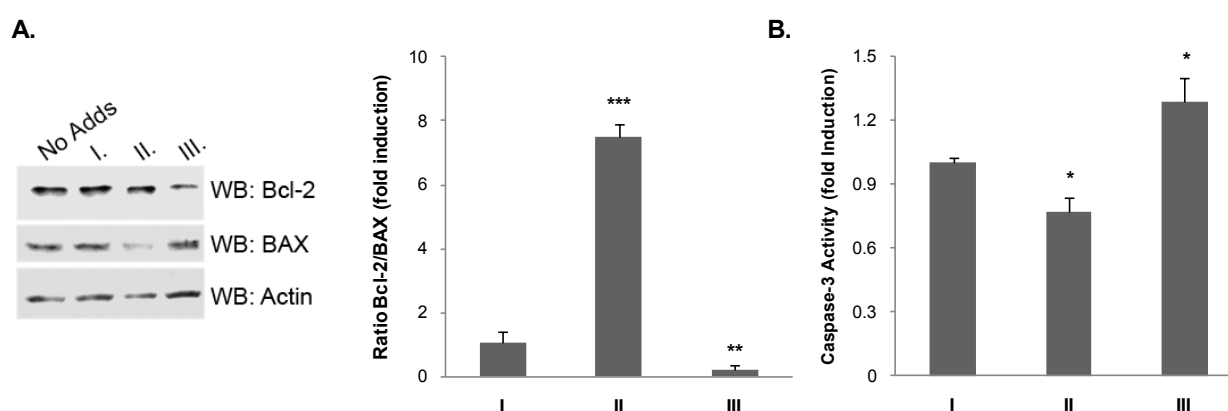 A.
No Adds I. II. III.
WB: Bcl-2
WB: BAX
WB: Actin
Ratio Bcl-2/BAX (fold induction)
10
8
6
4
2
0
***
**
I II III
B.
Caspase-3 Activity (fold Induction)
1.5
1.2
0.9
0.6
0.3
0
*
*
I II III